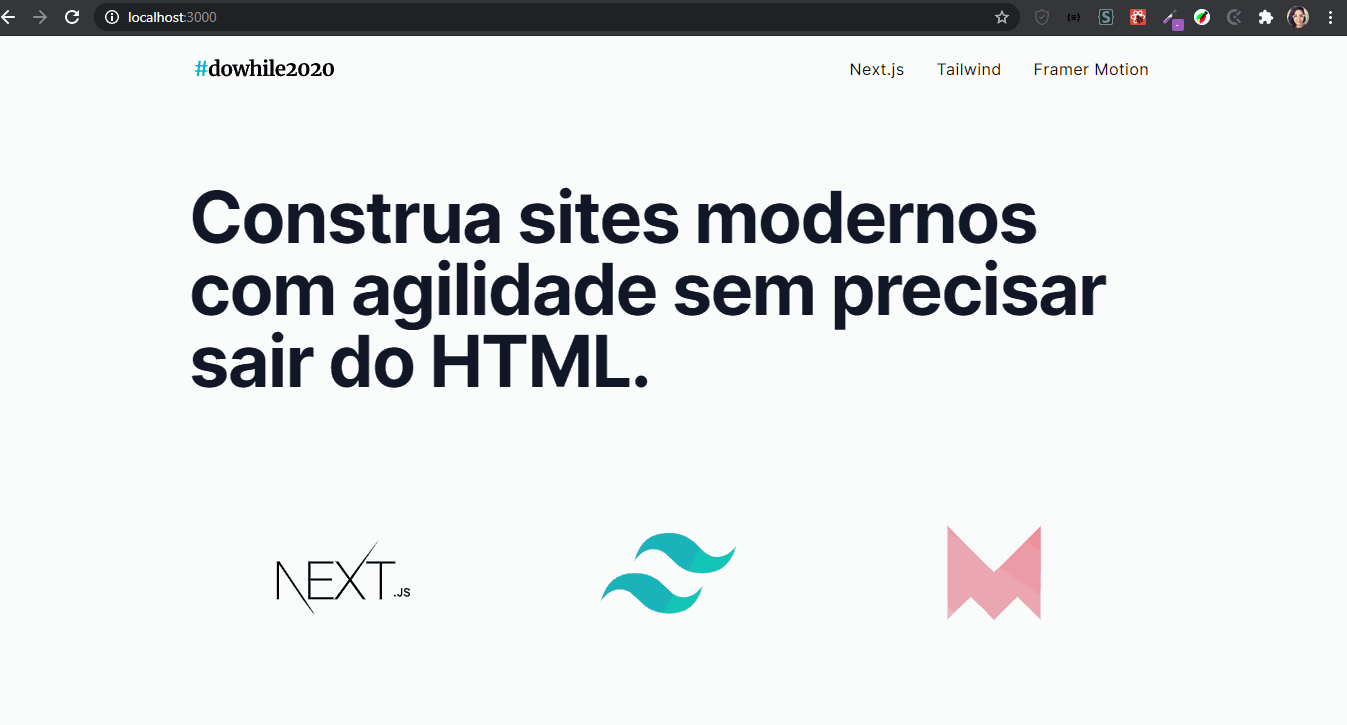 localhost:3000
#dowhile2020
Next.js Tailwind Framer Motion
Construa sites modernos
com agilidade sem precisar
sair do HTML.
NEXT.JS